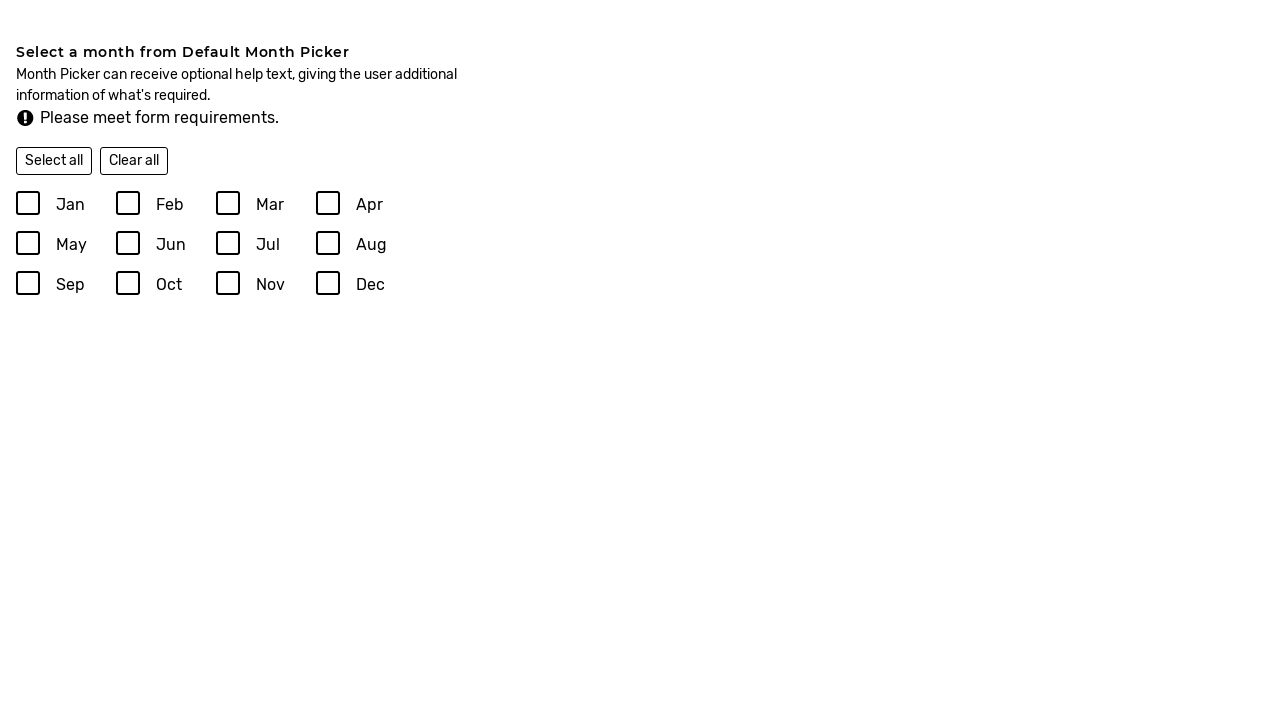 Select a month from Default Month Picker
Month Picker can receive optional help text, giving the user additional
information of what's required.
Please meet form requirements.
Select all Clear all
Jan Feb Mar Apr
May Jun Jul Aug
Sep Oct Nov Dec